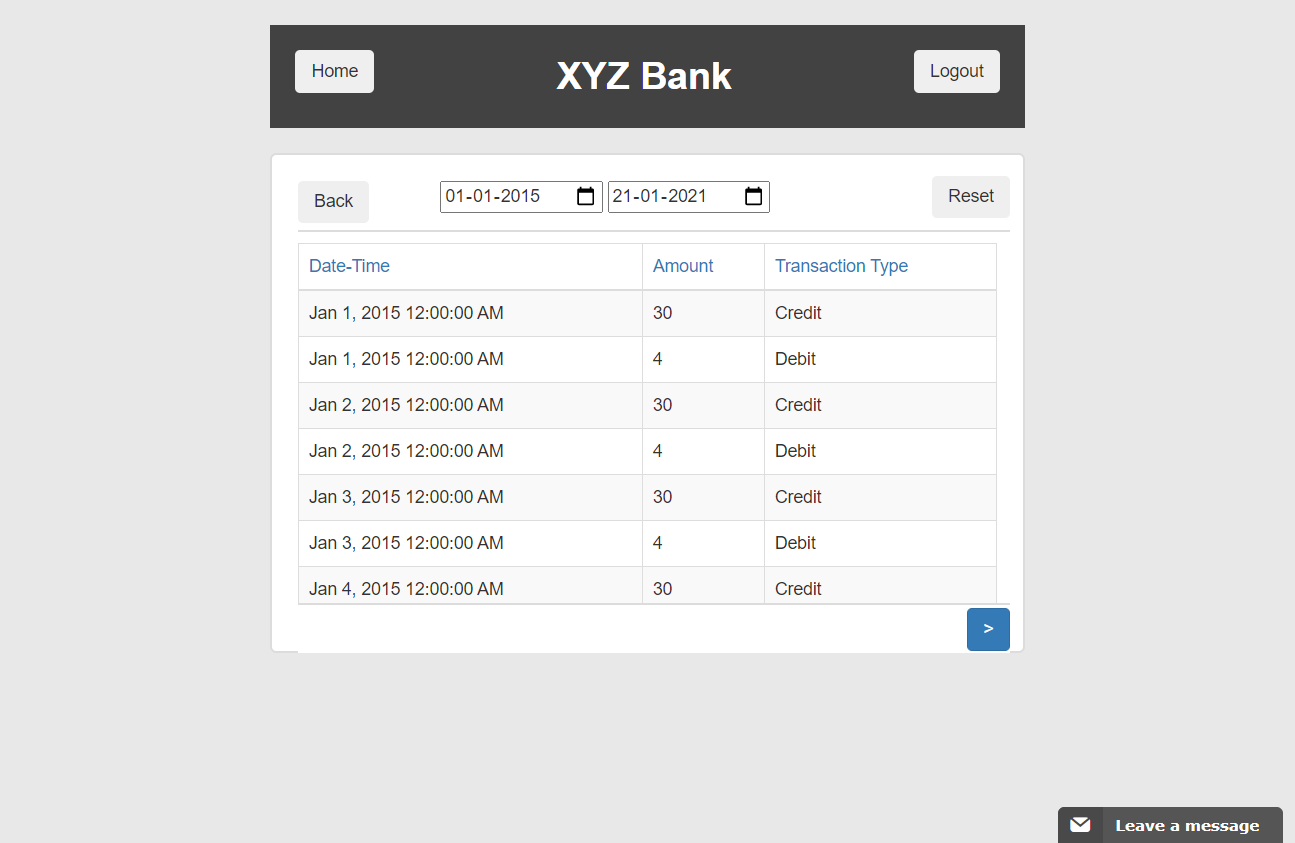 Home XYZ Bank Logout
Back 01-01-2015 21-01-2021 Reset
Date-Time Amount Transaction Type
Jan 1, 2015 12:00:00 AM 30 Credit
Jan 1, 2015 12:00:00 AM 4 Debit
Jan 2, 2015 12:00:00 AM 30 Credit
Jan 2, 2015 12:00:00 AM 4 Debit
Jan 3, 2015 12:00:00 AM 30 Credit
Jan 3, 2015 12:00:00 AM 4 Debit
Jan 4, 2015 12:00:00 AM 30 Credit
>
Leave a message